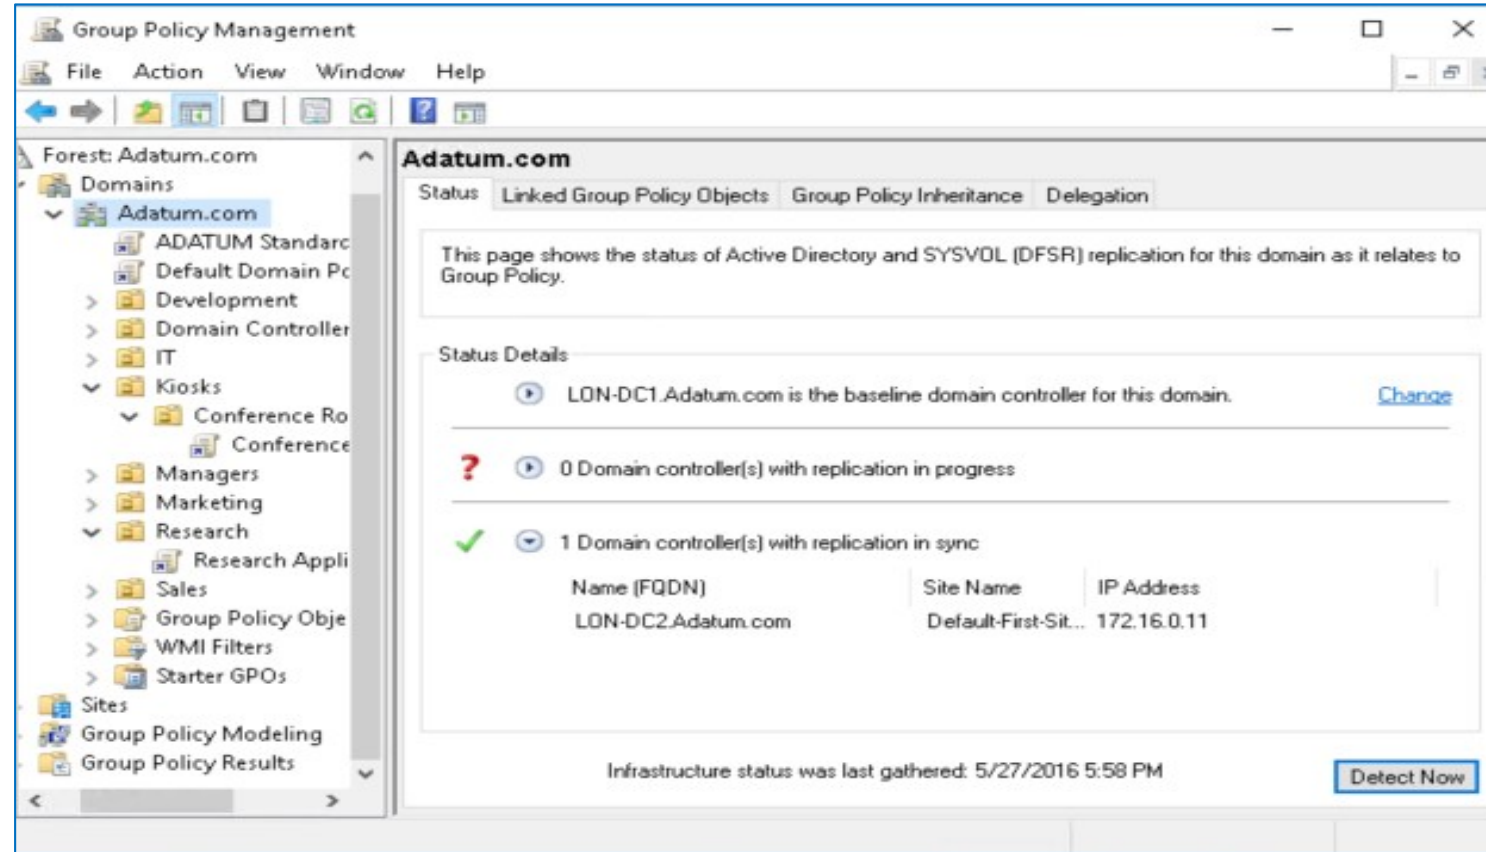 Group Policy Management
File Action View Window Help
Forest: Adatum.com
Domains
Adatum.com
ADATUM Standarc
Default Domain Pc
Development
Domain Controller
IT
Kiosks
Conference Ro
Conference
Managers
Marketing
Research
Research Appli
Sales
Group Policy Obje
WMI Filters
Starter GPOs
Sites
Group Policy Modeling
Group Policy Results
Adatum.com
Status Linked Group Policy Objects Group Policy Inheritance Delegation
This page shows the status of Active Directory and SYSVOL (DFSR) replication for this domain as it relates to
Group Policy.
Status Details
LON-DC1.Adatum.com is the baseline domain controller for this domain. Change
0 Domain controller(s) with replication in progress
1 Domain controller(s) with replication in sync
Name (FQDN) Site Name IP Address
LON-DC2.Adatum.com Default-First-Sit... 172.16.0.11
Infrastructure status was last gathered: 5/27/2016 5:58 PM Detect Now